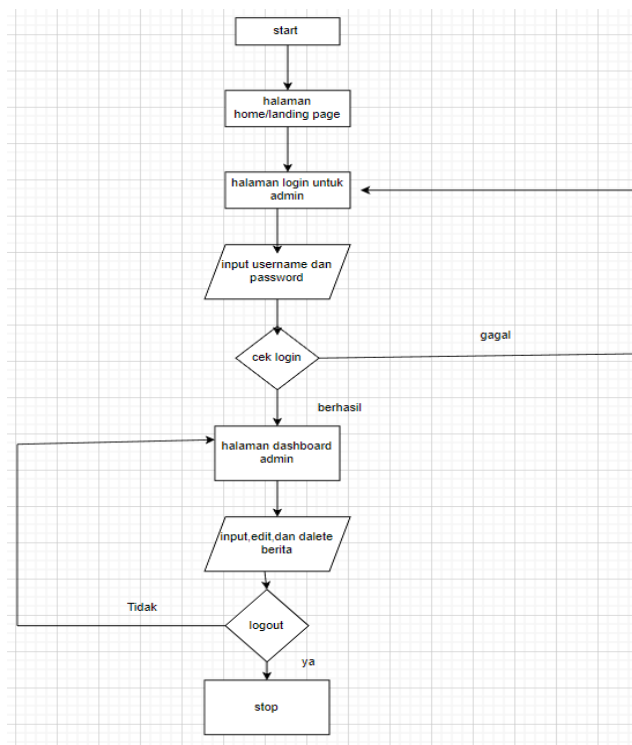 start
halaman
home/landing page
halaman login untuk
admin
input username dan
password
cek login
gagal
berhasil
halaman dashboard
admin
input,edit,dan dalete
berita
Tidak
logout
ya
stop